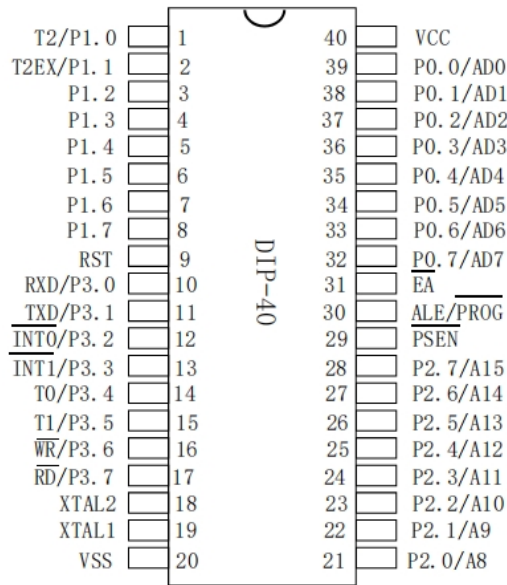 T2/P1.0 1 40 VCC
T2EX/P1.1 2 39 P0.0/AD0
P1.2 3 38 P0.1/AD1
P1.3 4 37 P0.2/AD2
P1.4 5 36 P0.3/AD3
P1.5 6 35 P0.4/AD4
P1.6 7 34 P0.5/AD5
P1.7 8 33 P0.6/AD6
RST 9 32 P0.7/AD7
RXD/P3.0 10 31 E̅A̅
TXD/P3.1 11 30 ALE/P̅R̅O̅G̅
I̅N̅T̅0̅/P3.2 12 29 P̅S̅E̅N̅
I̅N̅T̅1̅/P3.3 13 28 P2.7/A15
T0/P3.4 14 27 P2.6/A14
T1/P3.5 15 26 P2.5/A13
W̅R̅/P3.6 16 25 P2.4/A12
R̅D̅/P3.7 17 24 P2.3/A11
XTAL2 18 23 P2.2/A10
XTAL1 19 22 P2.1/A9
VSS 20 21 P2.0/A8
DIP-40